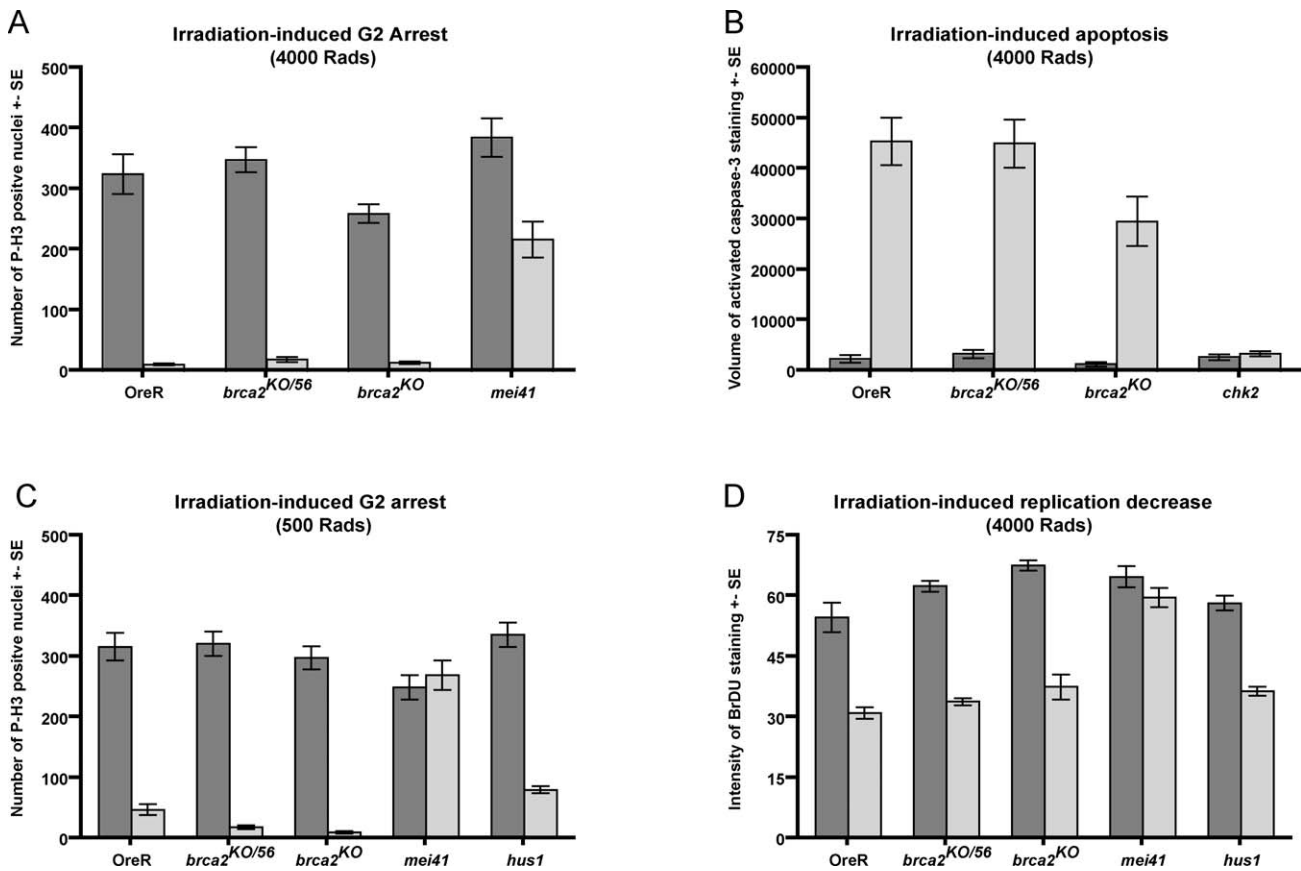 A
Irradiation-induced G2 Arrest
(4000 Rads)
Number of P-H3 positve nuclei +- SE
500
400
300
200
100
0
OreR brca2KO/56 brca2KO mei41
B
Irradiation-induced apoptosis
(4000 Rads)
Volume of activated caspase-3 staining +- SE
60000
50000
40000
30000
20000
10000
0
OreR brca2KO/56 brca2KO chk2
C
Irradiation-induced G2 arrest
(500 Rads)
Number of P-H3 positve nuclei +- SE
500
400
300
200
100
0
OreR brca2KO/56 brca2KO mei41 hus1
D
Irradiation-induced replication decrease
(4000 Rads)
Intensity of BrDU staining +- SE
75
60
45
30
15
0
OreR brca2KO/56 brca2KO mei41 hus1